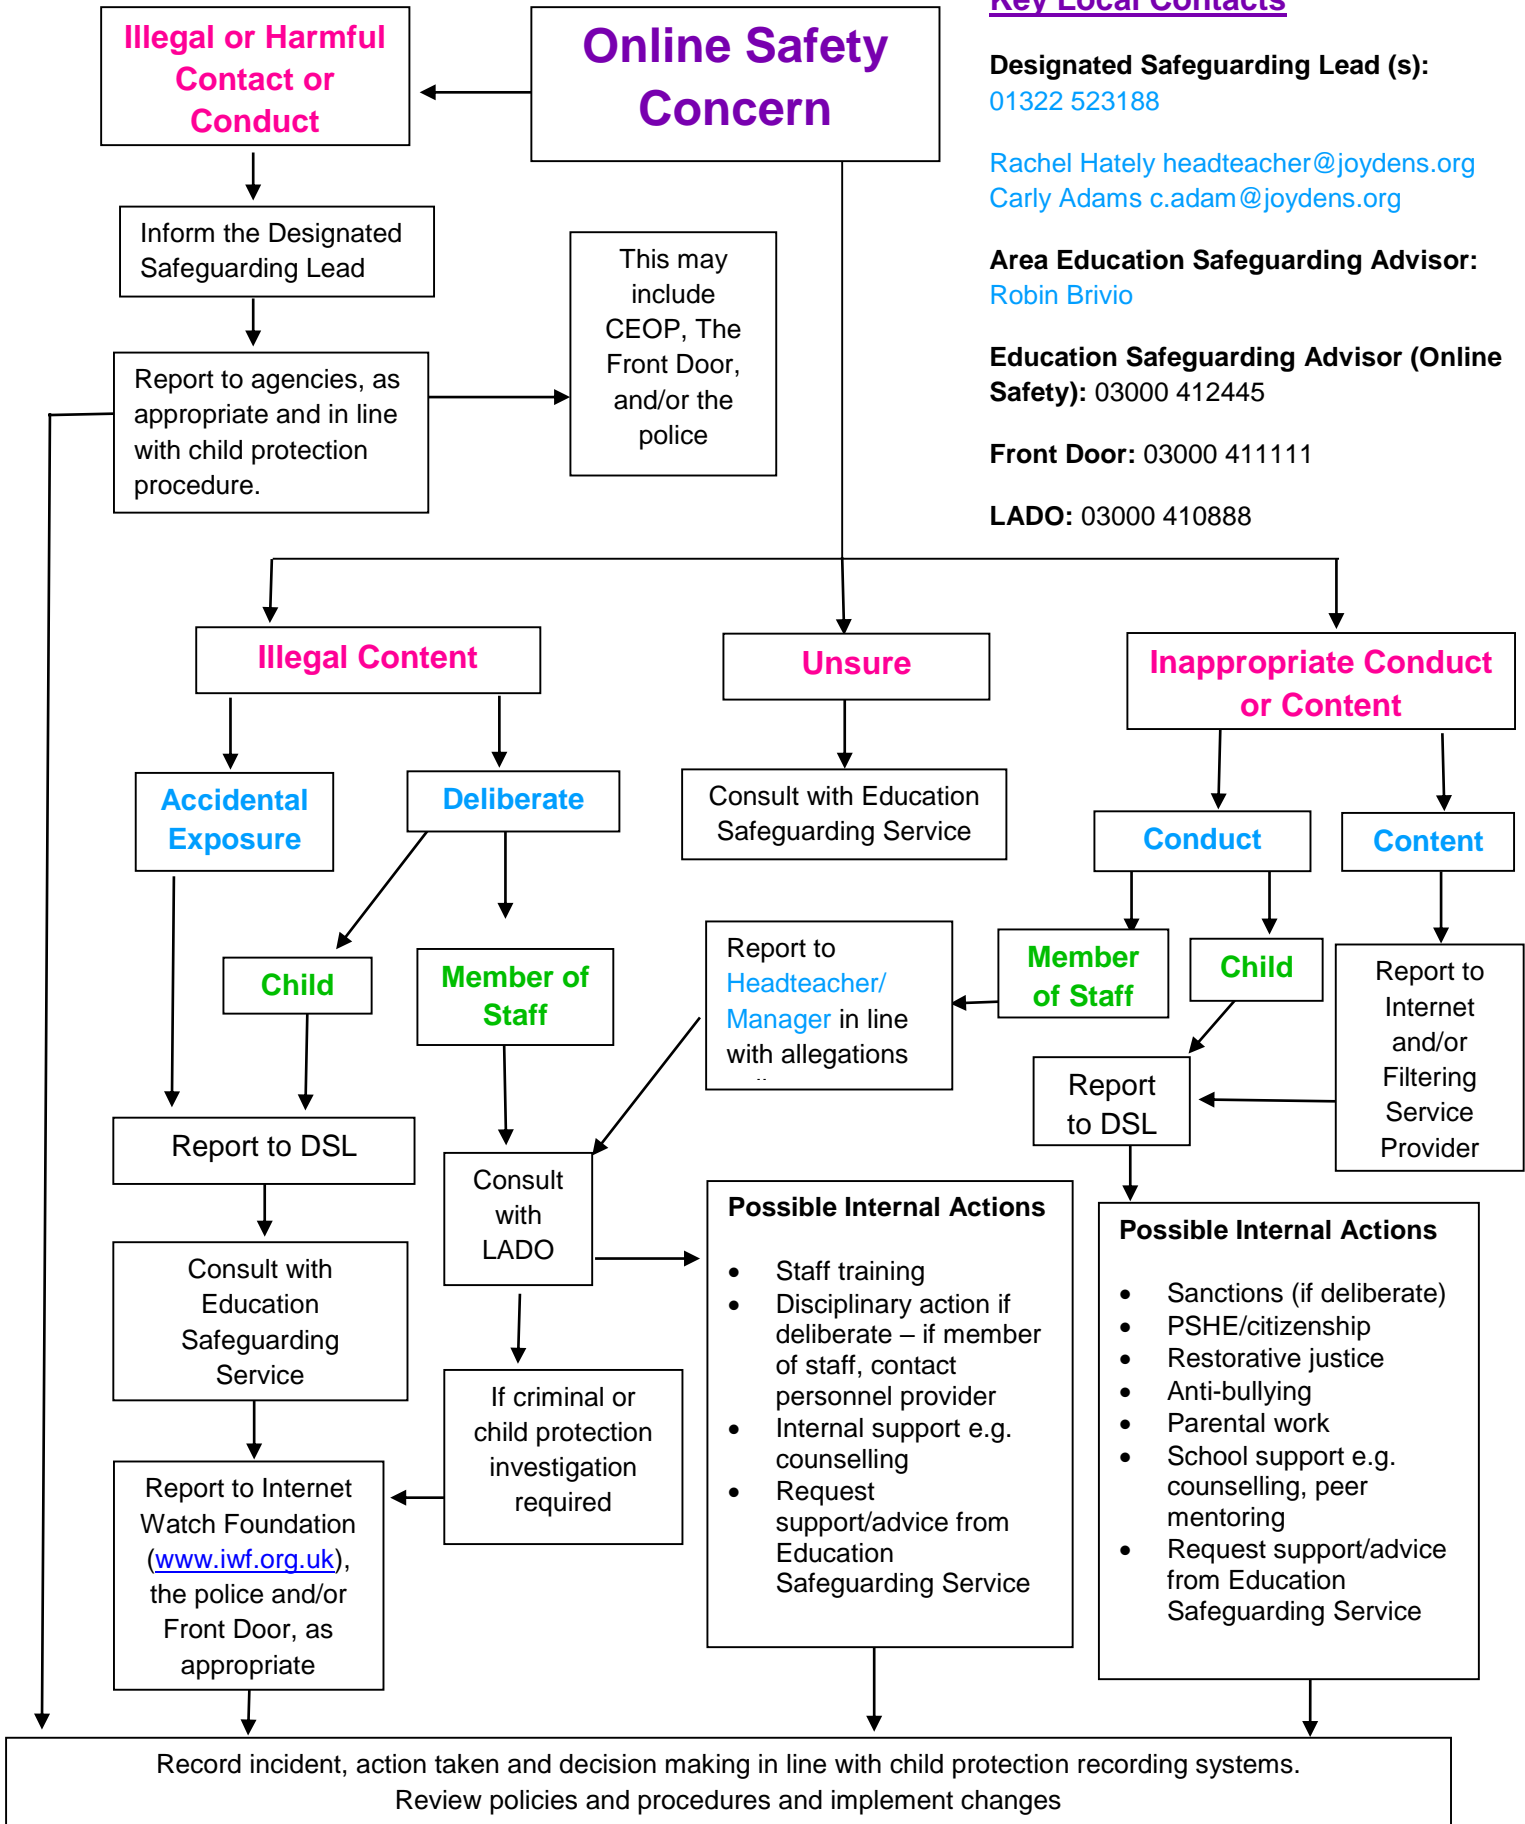 Key Local Contacts
Illegal or Harmful
Contact or
Conduct
Online Safety
Concern
Designated Safeguarding Lead (s):
01322 523188
Rachel Hately headteacher@joydens.org
Carly Adams c.adam@joydens.org
Area Education Safeguarding Advisor:
Robin Brivio
Education Safeguarding Advisor (Online
Safety): 03000 412445
Front Door: 03000 411111
LADO: 03000 410888
Inform the Designated
Safeguarding Lead
This may
include
CEOP, The
Front Door,
and/or the
police
Report to agencies, as
appropriate and in line
with child protection
procedure.
Illegal Content
Unsure
Inappropriate Conduct
or Content
Accidental
Exposure
Deliberate
Consult with Education
Safeguarding Service
Conduct
Content
Child
Member of
Staff
Report to
Headteacher/
Manager in line
with allegations
Member
of Staff
Child
Report to
Internet
and/or
Filtering
Service
Provider
Report to DSL
Report
to DSL
Consult
with
LADO
Consult with
Education
Safeguarding
Service
If criminal or
child protection
investigation
required
Report to Internet
Watch Foundation
(www.iwf.org.uk),
the police and/or
Front Door, as
appropriate
Possible Internal Actions
• Staff training
• Disciplinary action if
deliberate – if member
of staff, contact
personnel provider
• Internal support e.g.
counselling
• Request
support/advice from
Education
Safeguarding Service
Possible Internal Actions
• Sanctions (if deliberate)
• PSHE/citizenship
• Restorative justice
• Anti-bullying
• Parental work
• School support e.g.
counselling, peer
mentoring
• Request support/advice
from Education
Safeguarding Service
Record incident, action taken and decision making in line with child protection recording systems.
Review policies and procedures and implement changes